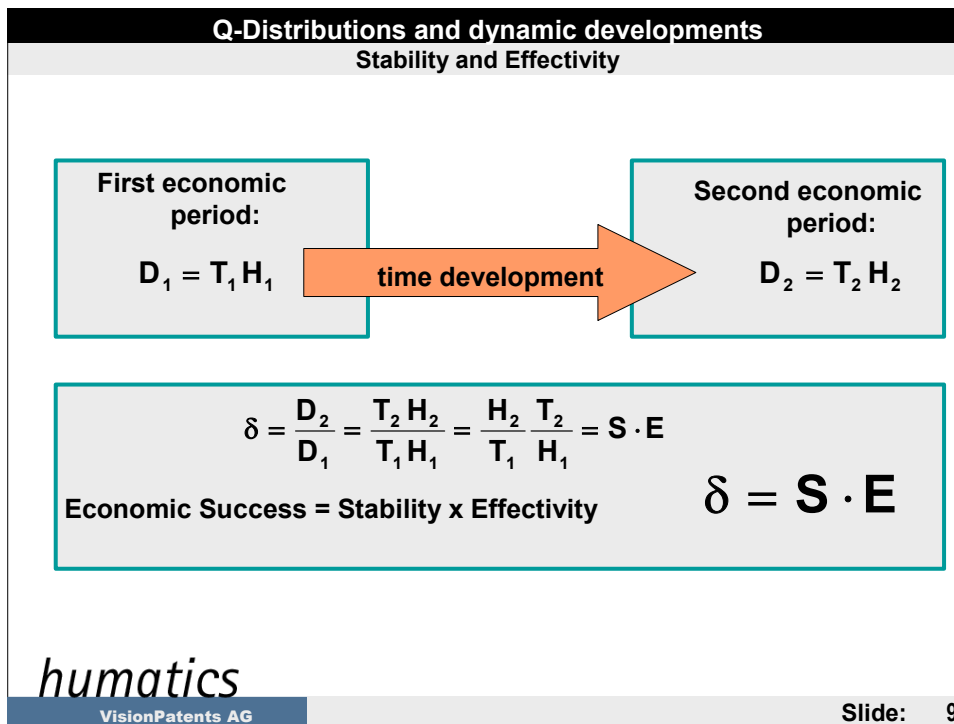 Q-Distributions and dynamic developments
Stability and Effectivity
First economic
period:
D₁ = T₁ H₁
time development
Second economic
period:
D₂ = T₂ H₂
δ = D₂/D₁ = T₂ H₂/T₁ H₁ = H₂/T₁ T₂/H₁ = S · E
Economic Success = Stability x Effectivity
δ = S · E
humatics
VisionPatents AG
Slide: 9